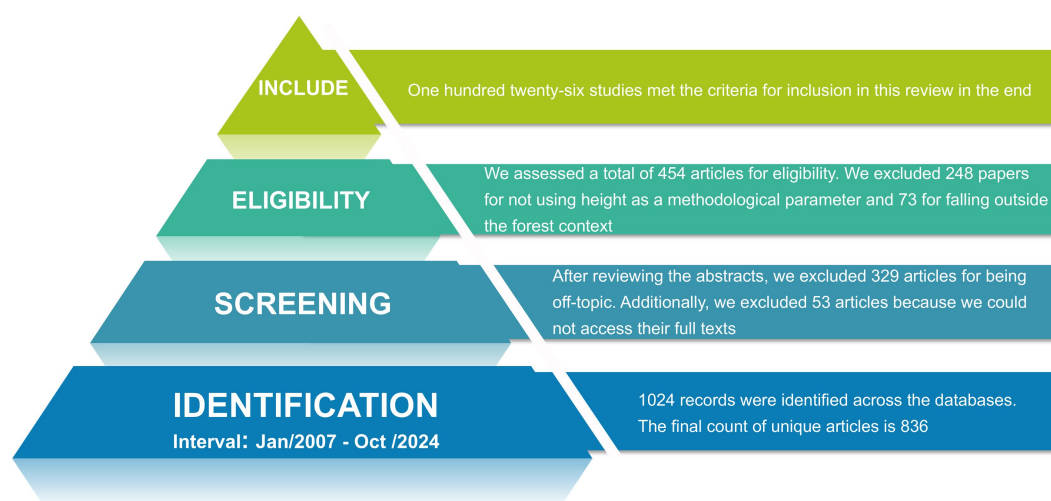 INCLUDE
One hundred twenty-six studies met the criteria for inclusion in this review in the end
ELIGIBILITY
We assessed a total of 454 articles for eligibility. We excluded 248 papers
for not using height as a methodological parameter and 73 for falling outside
the forest context
SCREENING
After reviewing the abstracts, we excluded 329 articles for being
off-topic. Additionally, we excluded 53 articles because we could
not access their full texts
IDENTIFICATION
Interval: Jan/2007 - Oct /2024
1024 records were identified across the databases.
The final count of unique articles is 836